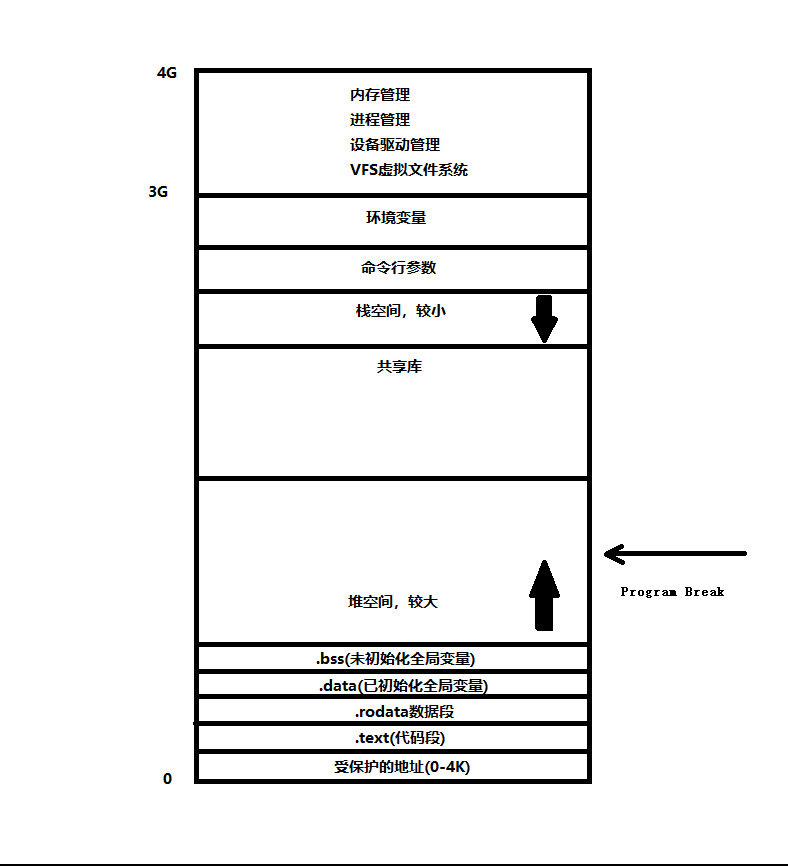 4G
内存管理
进程管理
设备驱动管理
VFS虚拟文件系统
3G
环境变量
命令行参数
栈空间，较小
共享库
Program Break
堆空间，较大
.bss(未初始化全局变量)
.data(已初始化全局变量)
.rodata数据段
.text(代码段)
受保护的地址(0-4K)
0